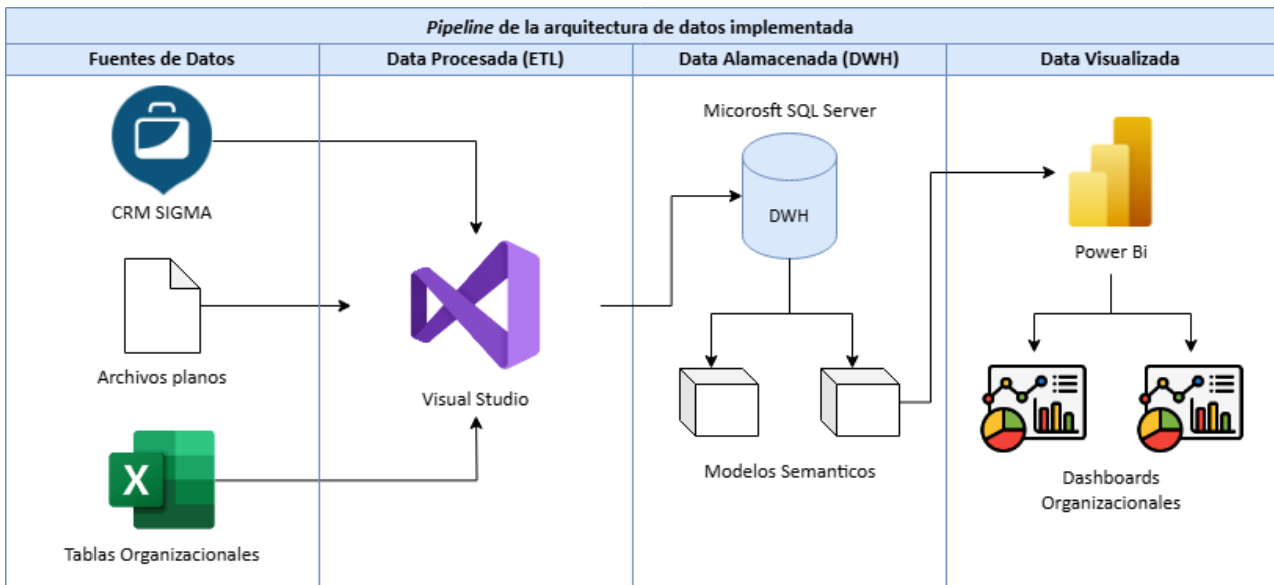 Pipeline de la arquitectura de datos implementada
Fuentes de Datos
Data Procesada (ETL)
Data Alamacenada (DWH)
Data Visualizada
CRM SIGMA
Archivos planos
X
Tablas Organizacionales
Visual Studio
Micorosft SQL Server
DWH
Modelos Semanticos
Power Bi
Dashboards
Organizacionales